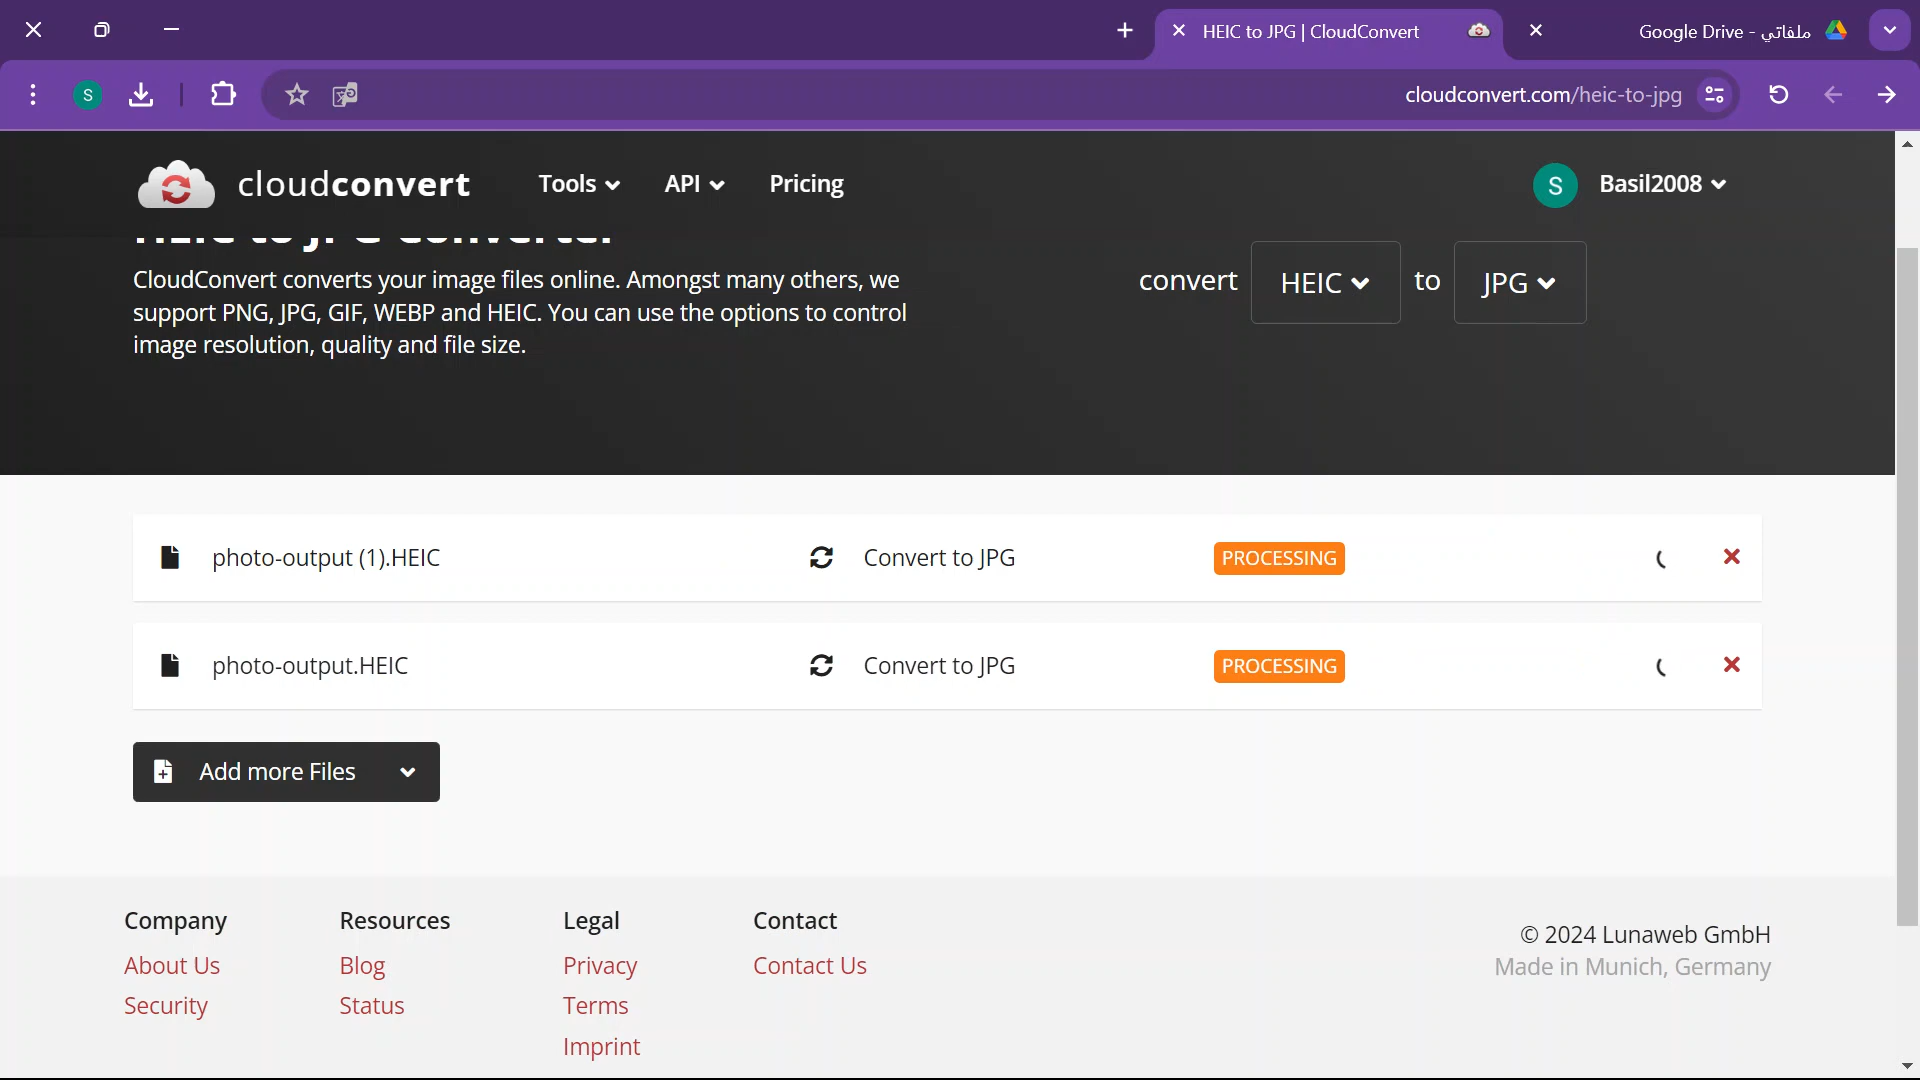 HEIC to JPG | CloudConvert
ملفاتي - Google Drive
S
cloudconvert.com/heic-to-jpg
cloudconvert
Tools
API
Pricing
S
Basil2008
HEIC to JPG Converter
CloudConvert converts your image files online. Amongst many others, we
support PNG, JPG, GIF, WEBP and HEIC. You can use the options to control
image resolution, quality and file size.
convert HEIC to JPG
photo-output (1).HEIC
Convert to JPG
PROCESSING
photo-output.HEIC
Convert to JPG
PROCESSING
Add more Files
Company
About Us
Security
Resources
Blog
Status
Legal
Privacy
Terms
Imprint
Contact
Contact Us
© 2024 Lunaweb GmbH
Made in Munich, Germany